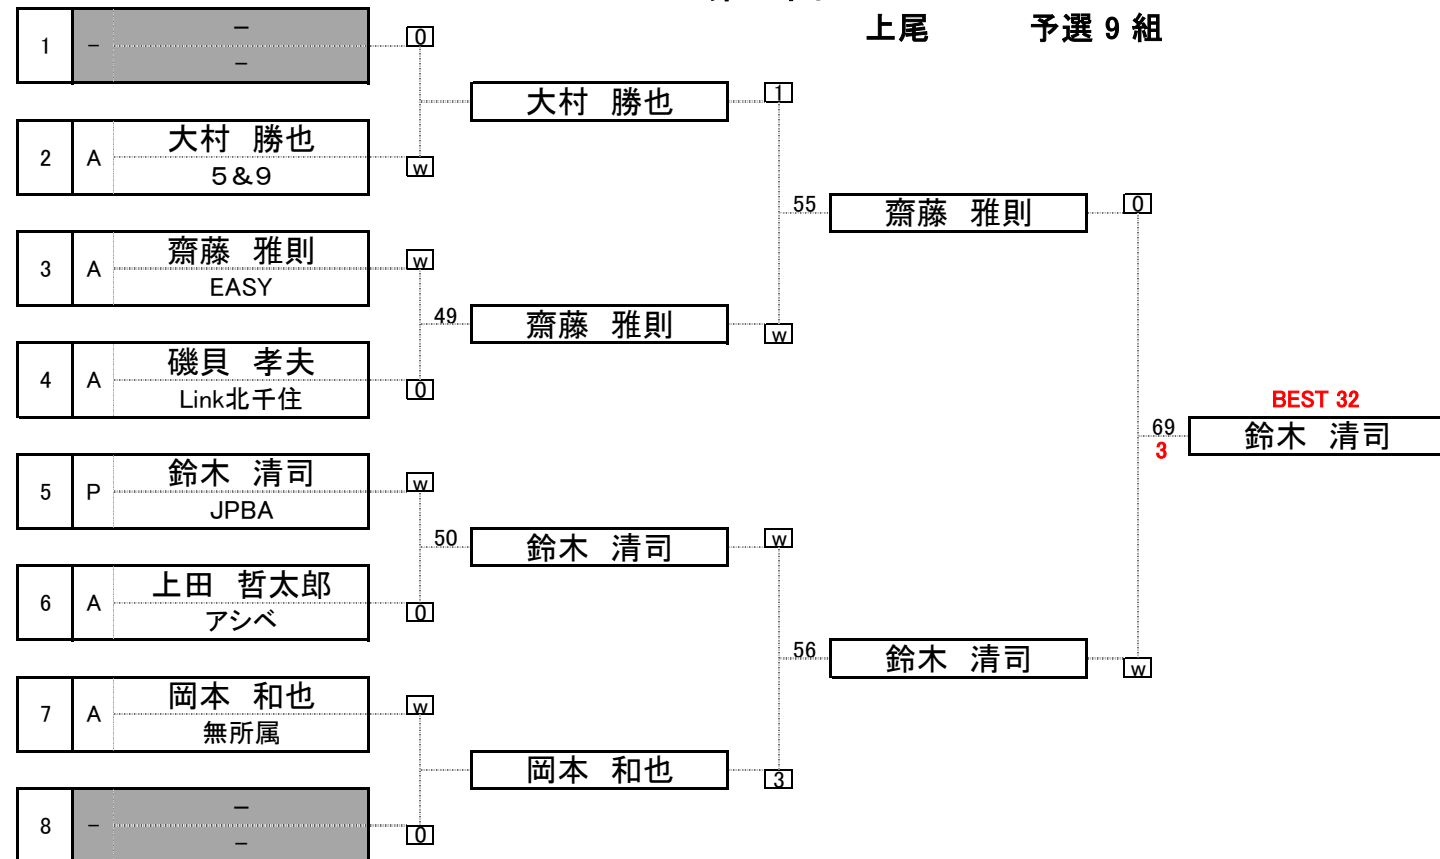 上尾 予選 9 組
1 - -
-
0
大村 勝也 1
2 A 大村 勝也
5&9
w
55 齋藤 雅則 0
3 A 齋藤 雅則
EASY
w
49 齋藤 雅則 w
4 A 磯貝 孝夫
Link北千住
0
BEST 32
69 鈴木 清司
3
5 P 鈴木 清司
JPBA
w
50 鈴木 清司 w
6 A 上田 哲太郎
アシベ
0
56 鈴木 清司 w
7 A 岡本 和也
無所属
w
岡本 和也 3
8 - -
-
0